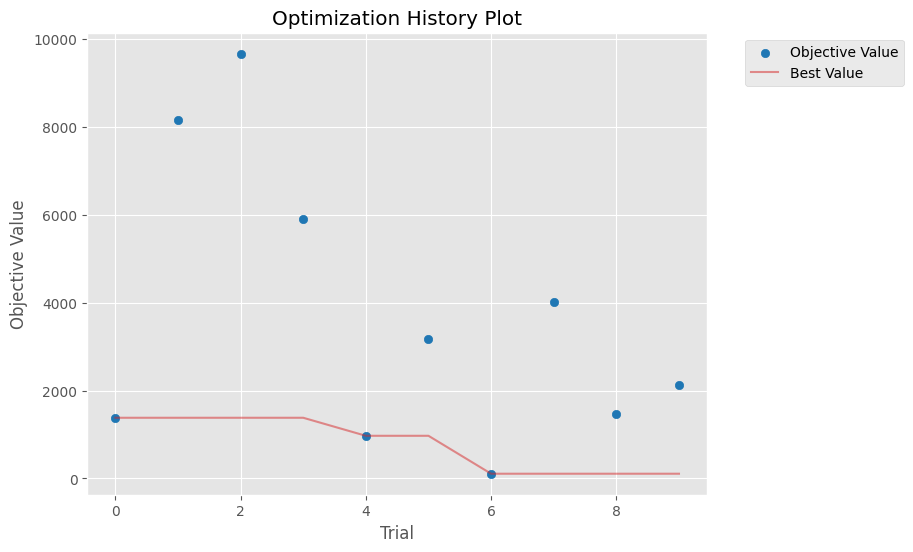 Optimization History Plot
Objective Value
Best Value
Objective Value
10000
8000
6000
4000
2000
0
0 2 4 6 8
Trial